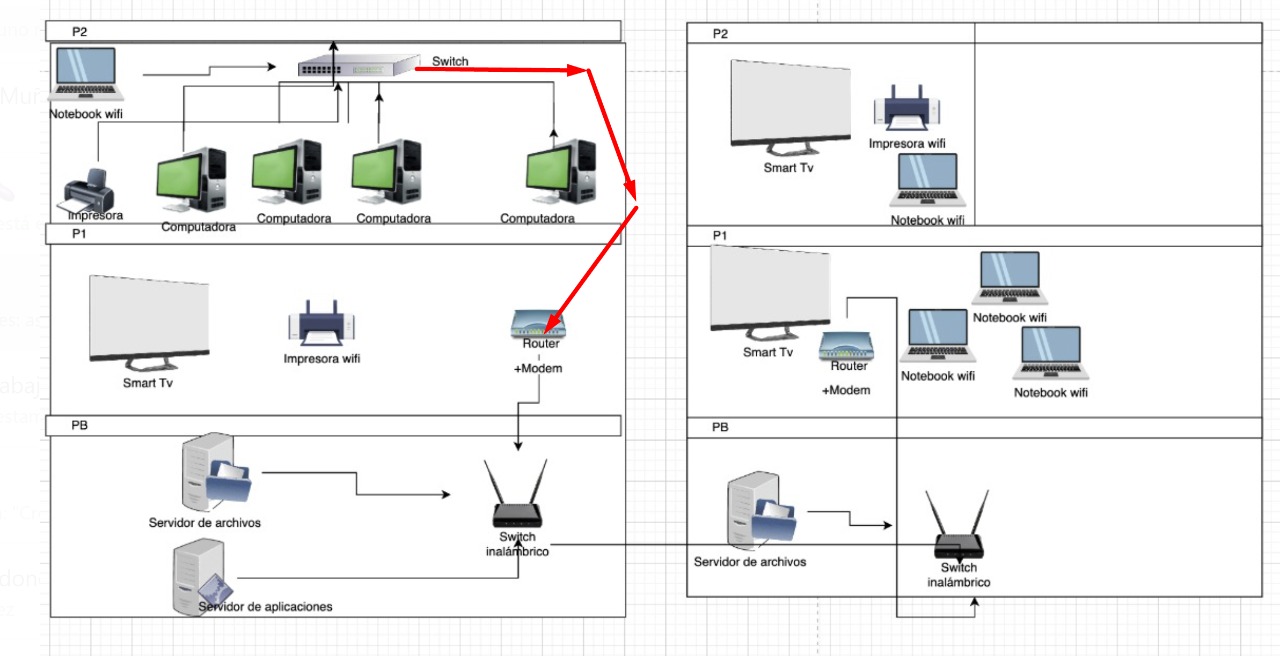 P2
Switch
Notebook wifi
Impresora
Computadora
Computadora
Computadora
Computadora
P1
Smart Tv
Impresora wifi
Router
+Modem
PB
Servidor de archivos
Switch
inalámbrico
Servidor de aplicaciones
P2
Smart Tv
Impresora wifi
Notebook wifi
P1
Smart Tv
Router
+Modem
Notebook wifi
Notebook wifi
Notebook wifi
PB
Servidor de archivos
Switch
inalámbrico